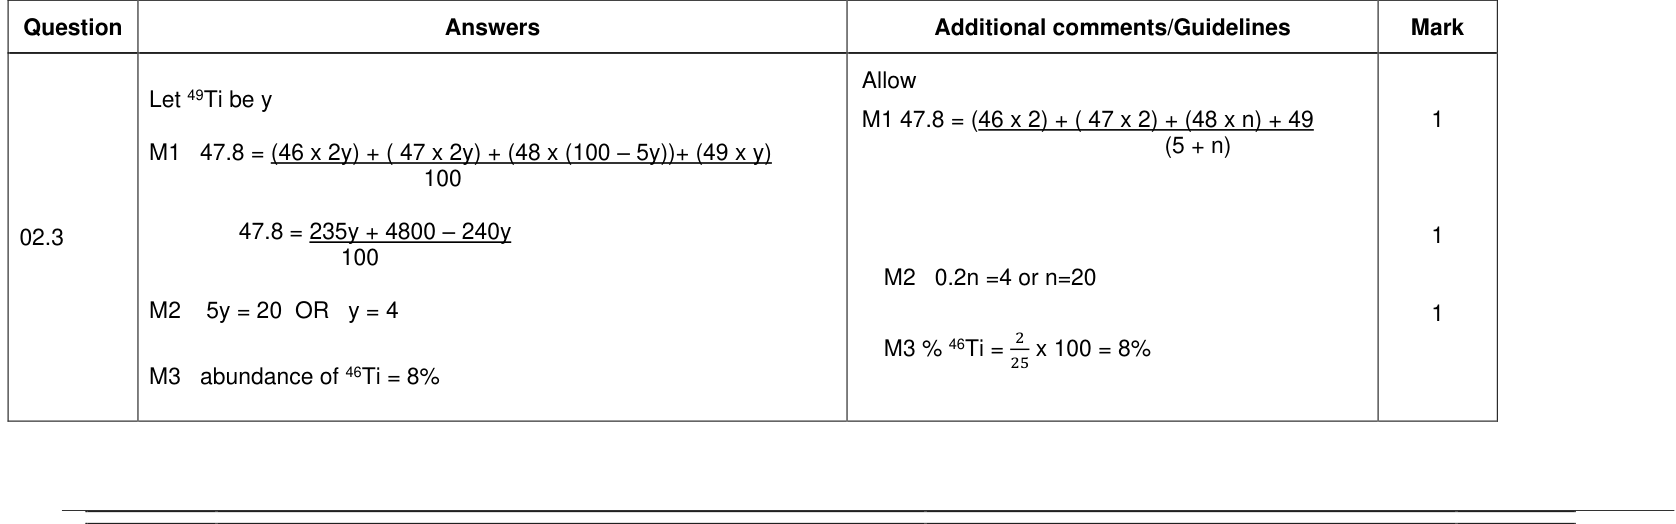 Question Answers Additional comments/Guidelines Mark
02.3
Let ⁴⁹Ti be y
M1 47.8 = (46 x 2y) + ( 47 x 2y) + (48 x (100 – 5y))+ (49 x y)
100
47.8 = 235y + 4800 – 240y
100
M2 5y = 20 OR y = 4
M3 abundance of ⁴⁶Ti = 8%
Allow
M1 47.8 = (46 x 2) + ( 47 x 2) + (48 x n) + 49
(5 + n)
M2 0.2n =4 or n=20
M3 % ⁴⁶Ti = 2/25 x 100 = 8%
1
1
1